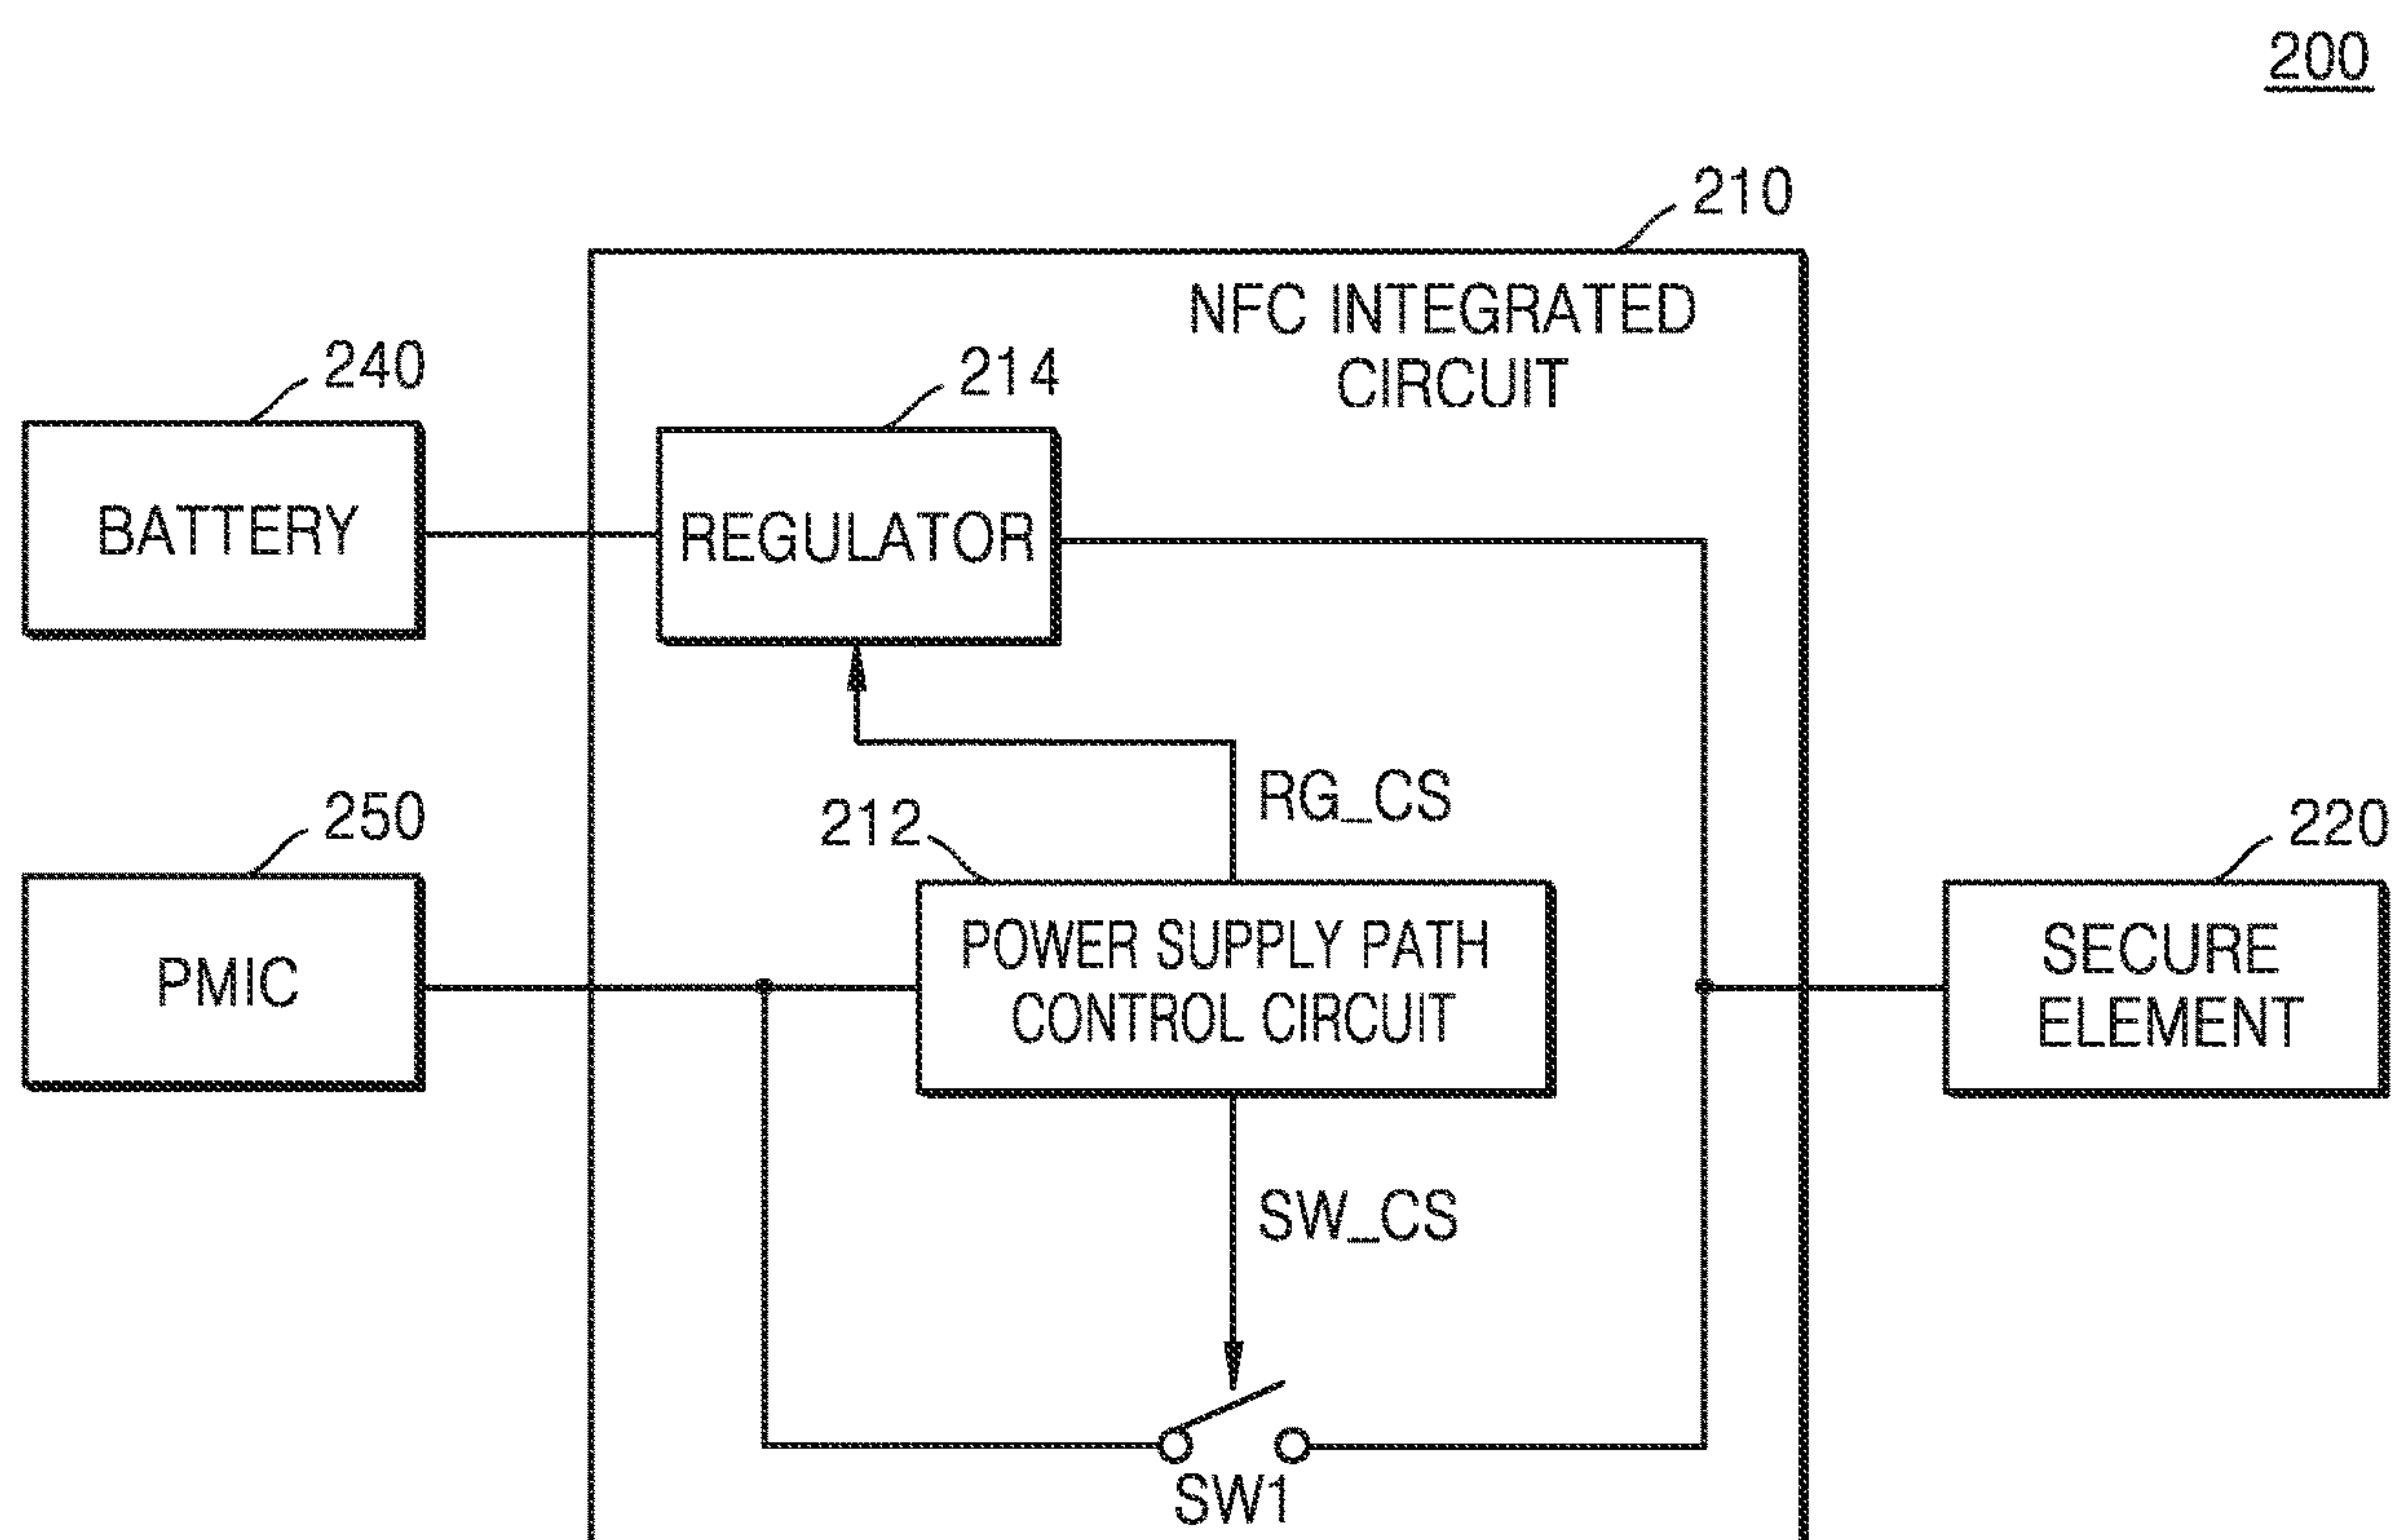 200
210
NFC INTEGRATED
CIRCUIT
240
214
BATTERY
REGULATOR
RG_CS
250
212
220
PMIC
POWER SUPPLY PATH
CONTROL CIRCUIT
SECURE
ELEMENT
SW_CS
SW1